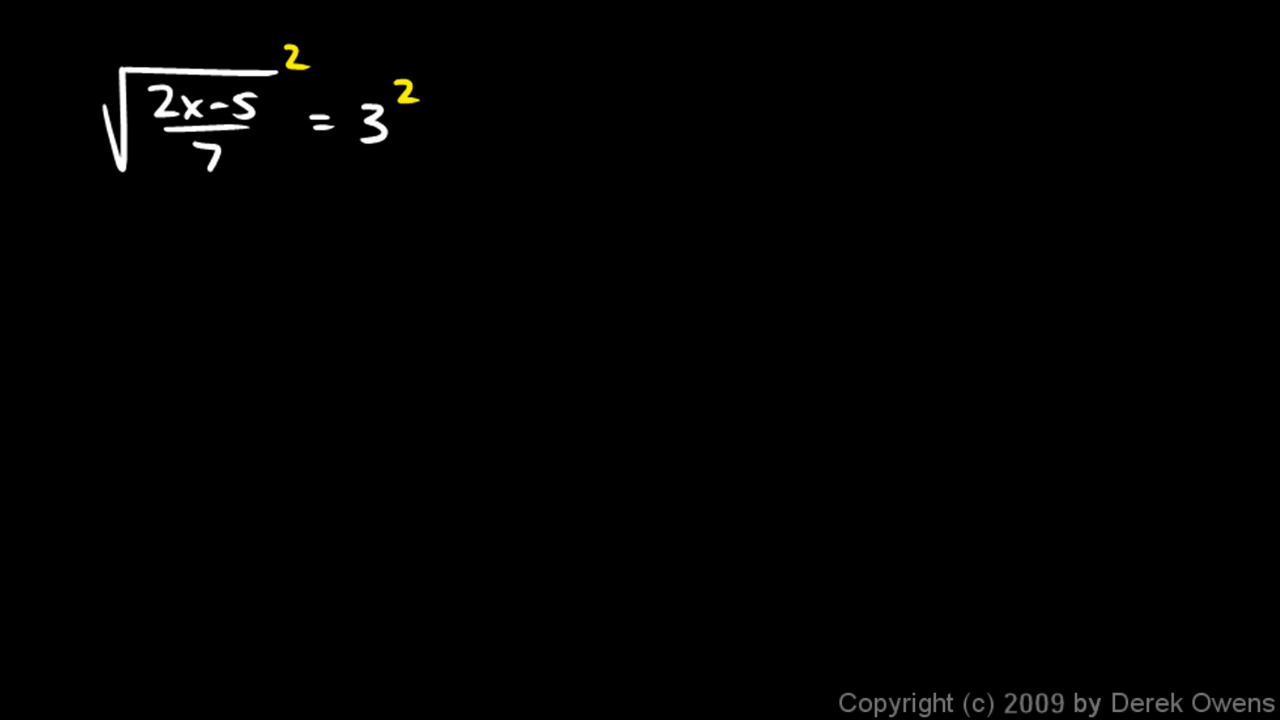 √((2x-5)/7)² = 3²
Copyright (c) 2009 by Derek Owens